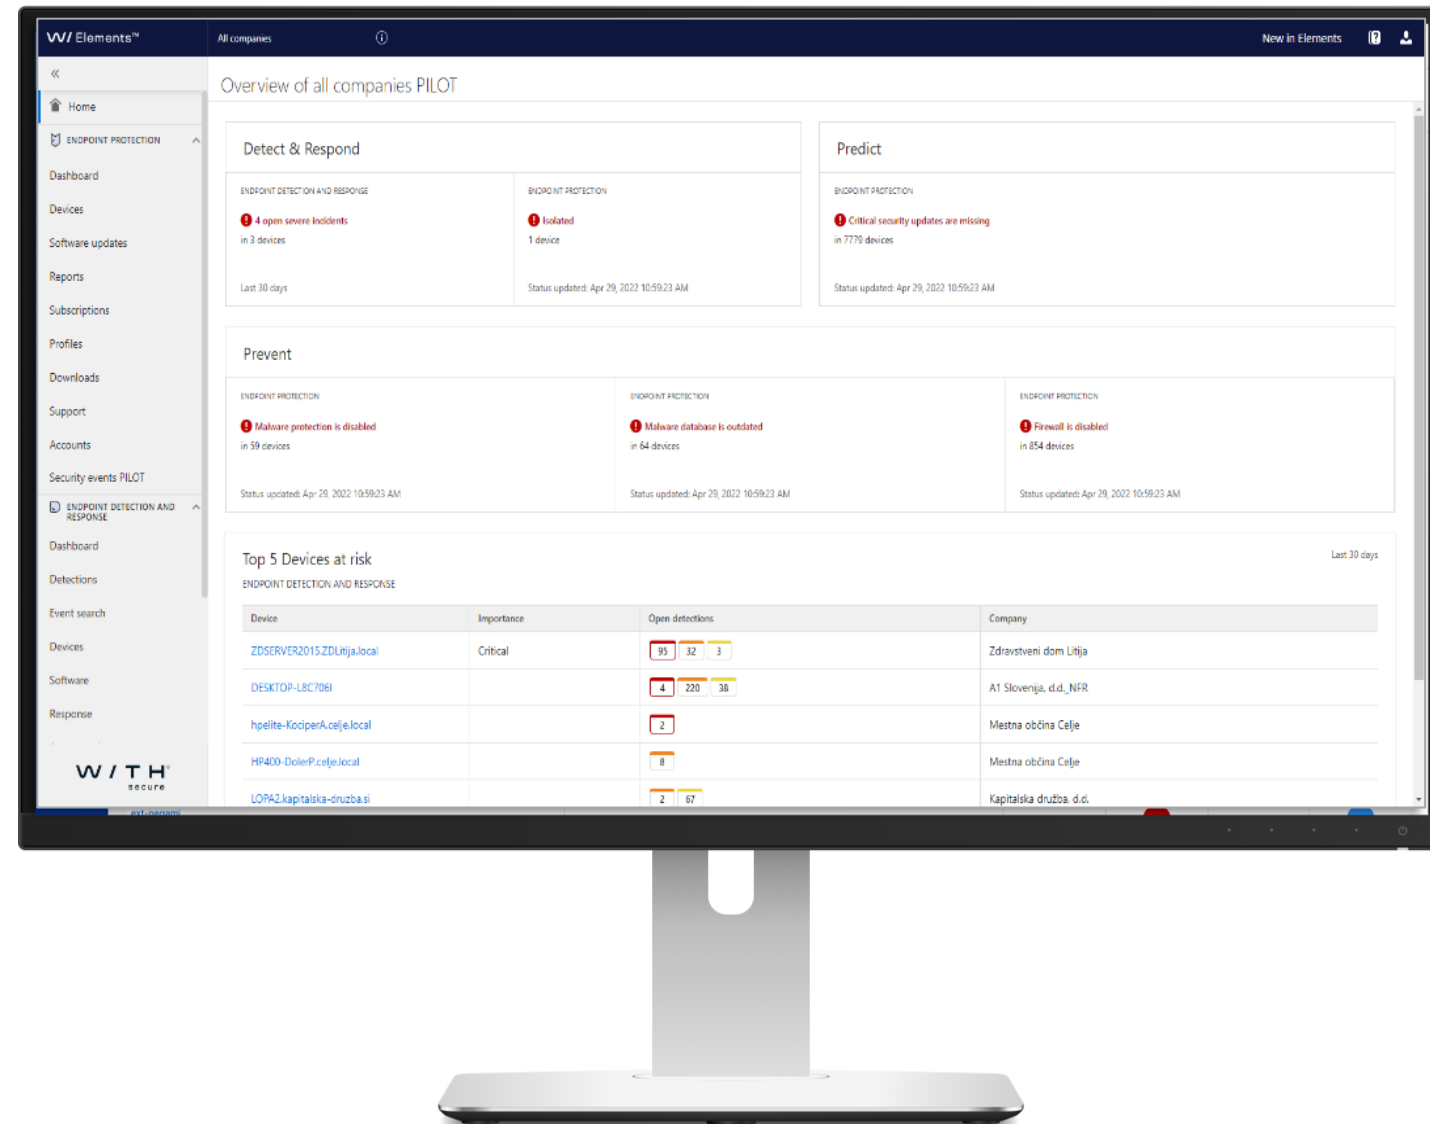 W/ Elements™
All companies
New in Elements
Overview of all companies PILOT
Home
ENDPOINT PROTECTION
Dashboard
Devices
Software updates
Reports
Subscriptions
Profiles
Downloads
Support
Accounts
Security events PILOT
ENDPOINT DETECTION AND
RESPONSE
Dashboard
Detections
Event search
Devices
Software
Response
W/TH®
secure
Detect & Respond
ENDPOINT DETECTION AND RESPONSE
4 open severe incidents
in 3 devices
Last 30 days
ENDPOINT PROTECTION
Isolated
1 device
Status updated: Apr 29, 2022 10:59:23 AM
Predict
ENDPOINT PROTECTION
Critical security updates are missing
in 7779 devices
Status updated: Apr 29, 2022 10:59:23 AM
Prevent
ENDPOINT PROTECTION
Malware protection is disabled
in 59 devices
Status updated: Apr 29, 2022 10:59:23 AM
ENDPOINT PROTECTION
Malware database is outdated
in 64 devices
Status updated: Apr 29, 2022 10:59:23 AM
ENDPOINT PROTECTION
Firewall is disabled
in 854 devices
Status updated: Apr 29, 2022 10:59:23 AM
Top 5 Devices at risk
Last 30 days
ENDPOINT DETECTION AND RESPONSE
Device Importance Open detections Company
ZDSERVER2015.ZDLitija.local Critical 95 32 3 Zdravstveni dom Litija
DESKTOP-L8C706I 4 220 38 A1 Slovenija, d.d._NFR
hpelite-KociperA.celje.local 2 Mestna občina Celje
HP400-DolerP.celje.local 8 Mestna občina Celje
LOPA2.kapitalska-druzba.si 2 67 Kapitalska družba, d.d.